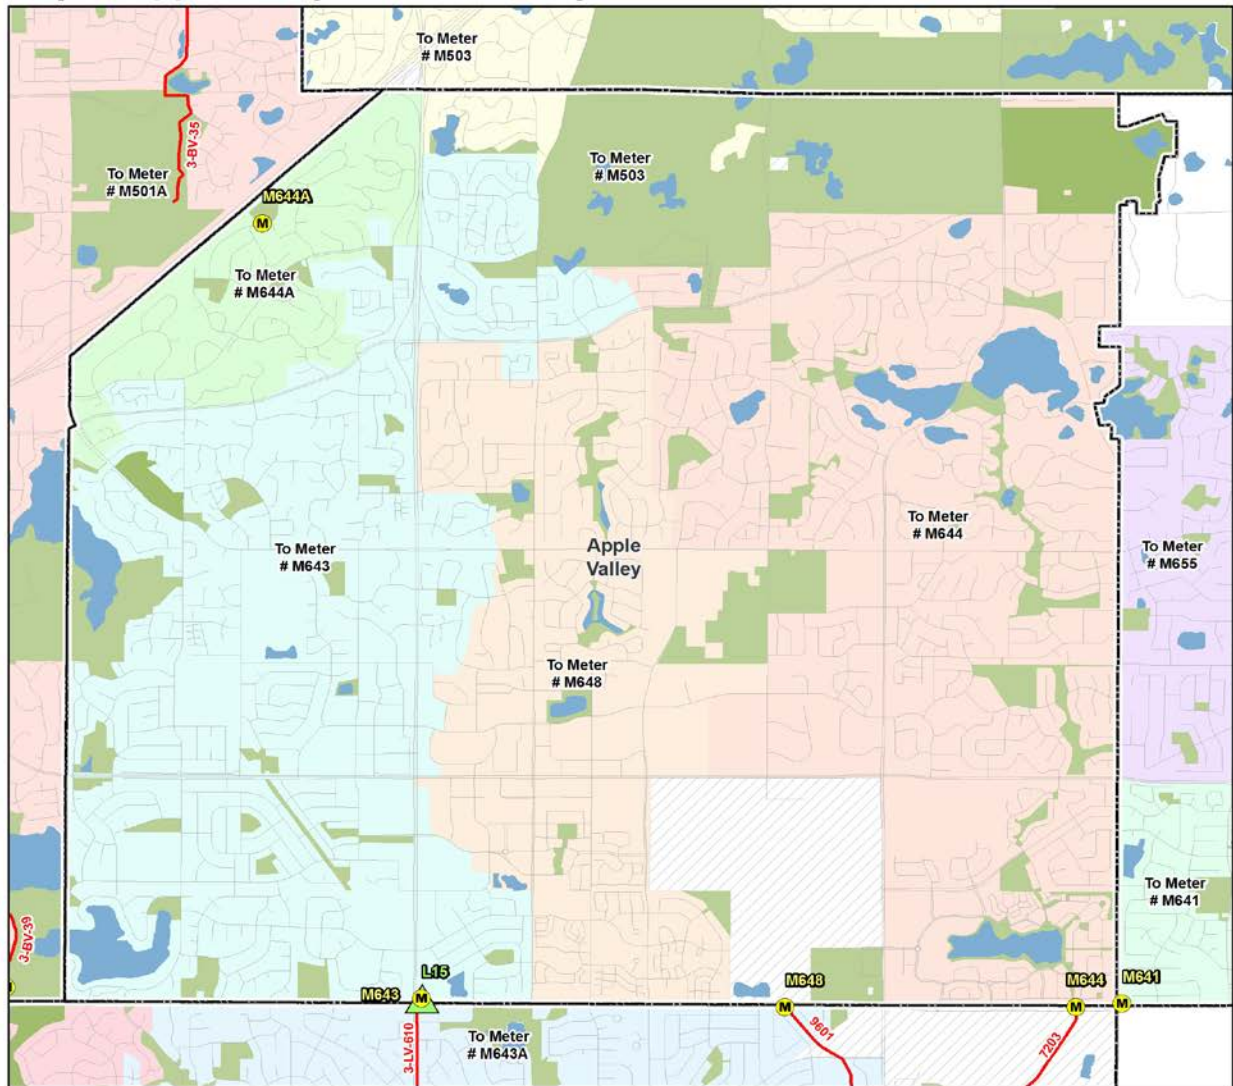 To Meter
# M503
3-BV-35
To Meter
# M501A
To Meter
# M503
M644A
M
To Meter
# M644A
To Meter
# M644
To Meter
# M643
Apple
Valley
To Meter
# M655
To Meter
# M648
To Meter
# M641
3-BV-39
L15
M643
M
M648
M
M644
M
M641
M
3-LV-610
To Meter
# M643A
9601
7203